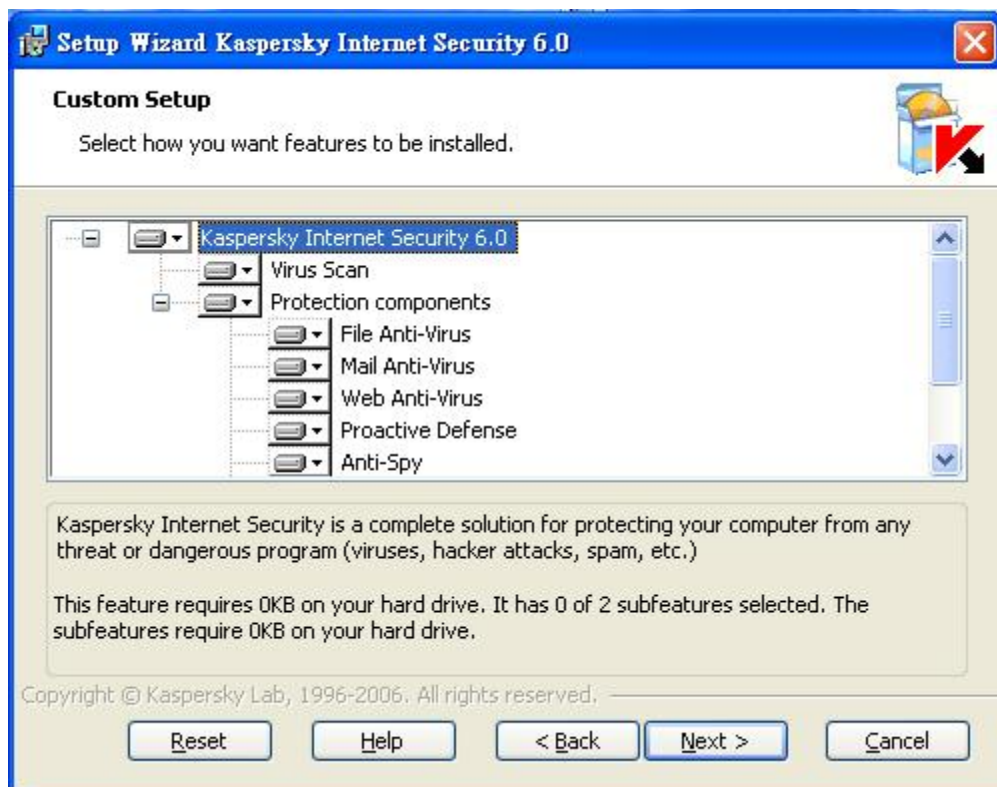 Setup Wizard Kaspersky Internet Security 6.0
Custom Setup
Select how you want features to be installed.
Kaspersky Internet Security 6.0
Virus Scan
Protection components
File Anti-Virus
Mail Anti-Virus
Web Anti-Virus
Proactive Defense
Anti-Spy
Kaspersky Internet Security is a complete solution for protecting your computer from any
threat or dangerous program (viruses, hacker attacks, spam, etc.)
This feature requires 0KB on your hard drive. It has 0 of 2 subfeatures selected. The
subfeatures require 0KB on your hard drive.
Copyright © Kaspersky Lab, 1996-2006. All rights reserved.
Reset Help < Back Next > Cancel